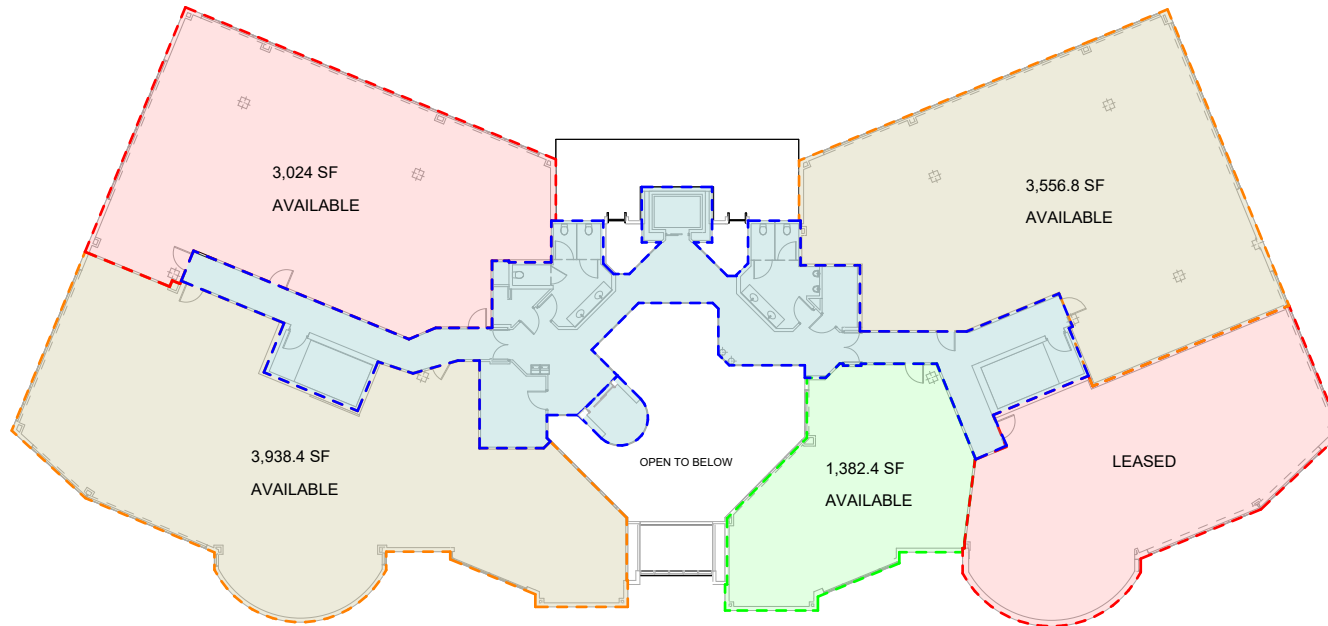 3,024 SF
AVAILABLE
3,556.8 SF
AVAILABLE
3,938.4 SF
AVAILABLE
OPEN TO BELOW
1,382.4 SF
AVAILABLE
LEASED